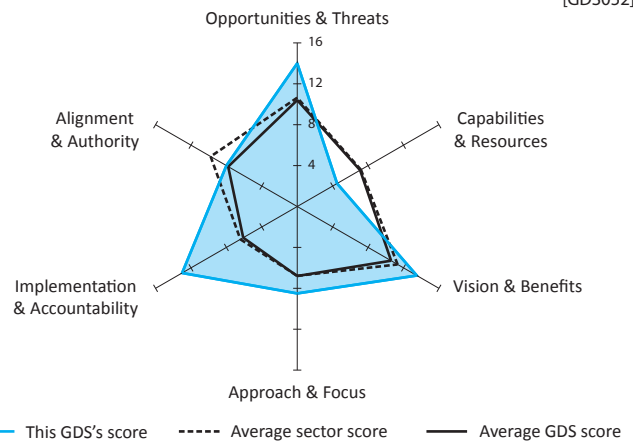 [GDS052]
Opportunities & Threats
16
12
8
4
Alignment
& Authority
Capabilities
& Resources
Implementation
& Accountability
Vision & Benefits
Approach & Focus
This GDS's score
Average sector score
Average GDS score